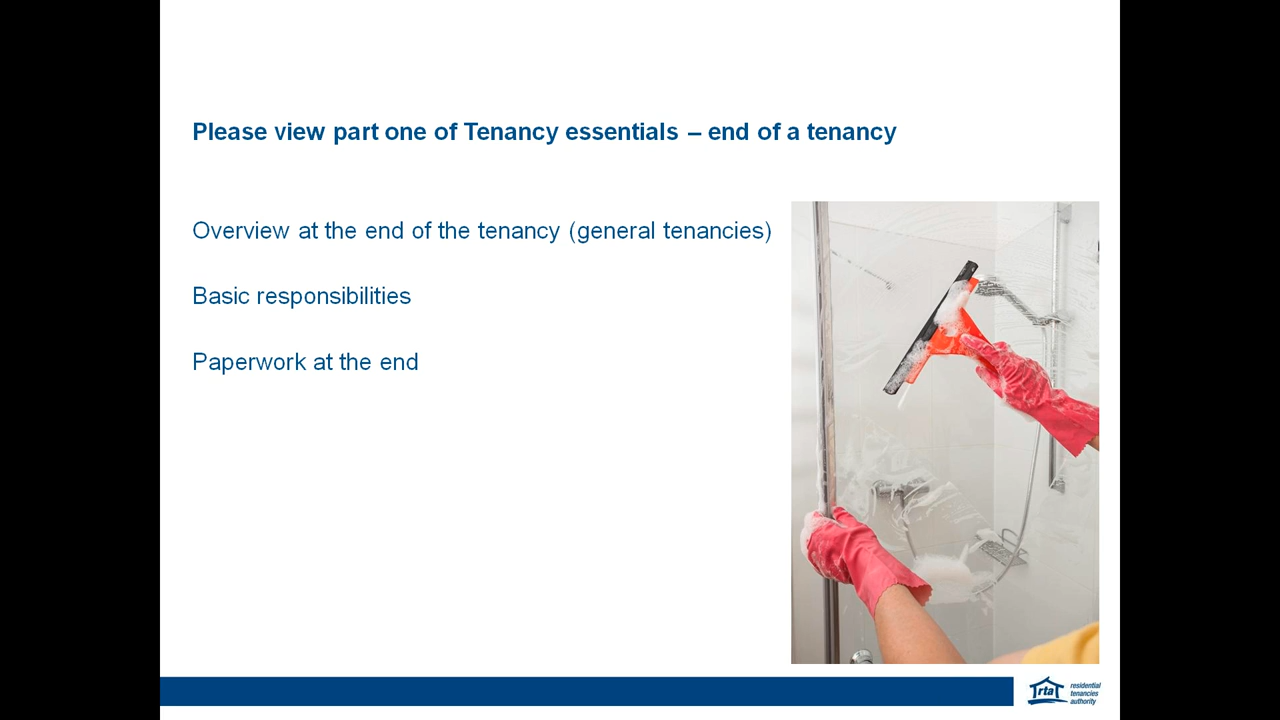 Please view part one of Tenancy essentials – end of a tenancy
Overview at the end of the tenancy (general tenancies)
Basic responsibilities
Paperwork at the end
rta
residential
tenancies
authority